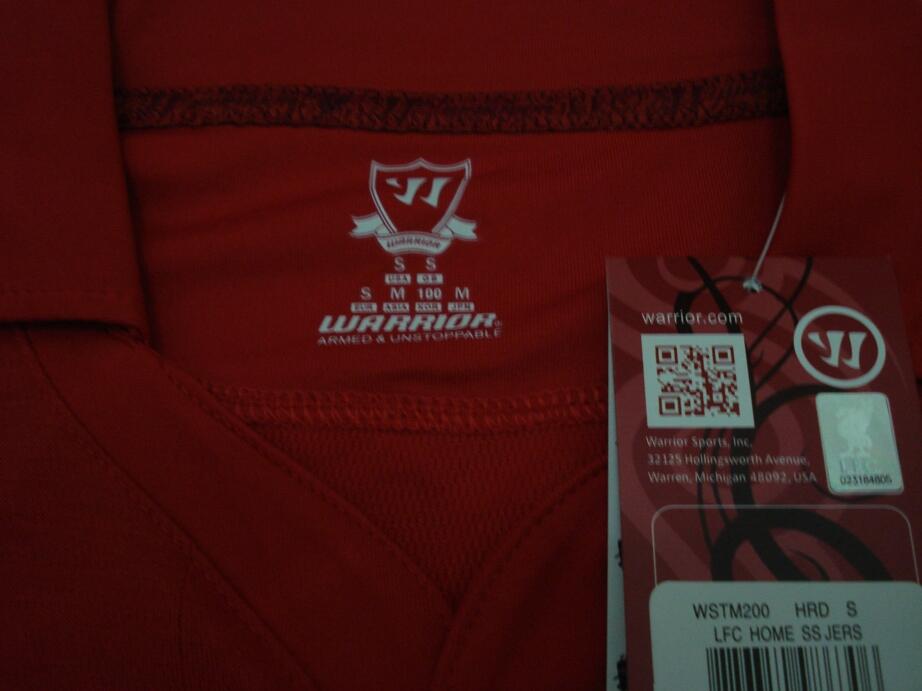 WARRIOR
S S
USA GB
S M 100 M
EUR ASIA KOR JPN
WARRIOR
ARMED & UNSTOPPABLE
warrior.com
Warrior Sports, Inc.
32125 Hollingsworth Avenue,
Warren, Michigan 48092, USA
LFC
023184805
WSTM200 HRD S
LFC HOME SS JERS